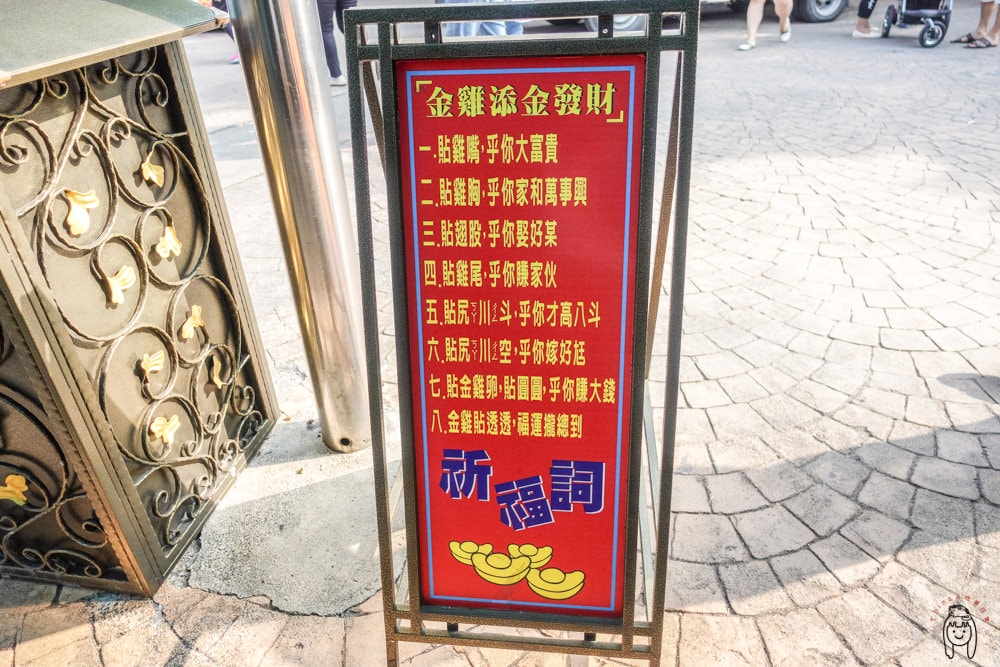 「金雞添金發財」
一.貼雞嘴,乎你大富貴
二.貼雞胸,乎你家和萬事興
三.貼翅股,乎你娶好某
四.貼雞尾,乎你賺家伙
五.貼尻川斗,乎你才高八斗
六.貼尻川空,乎你嫁好尪
七.貼金雞卵,貼圓圓,乎你賺大錢
八.金雞貼透透,福運攏總到
祈福詞